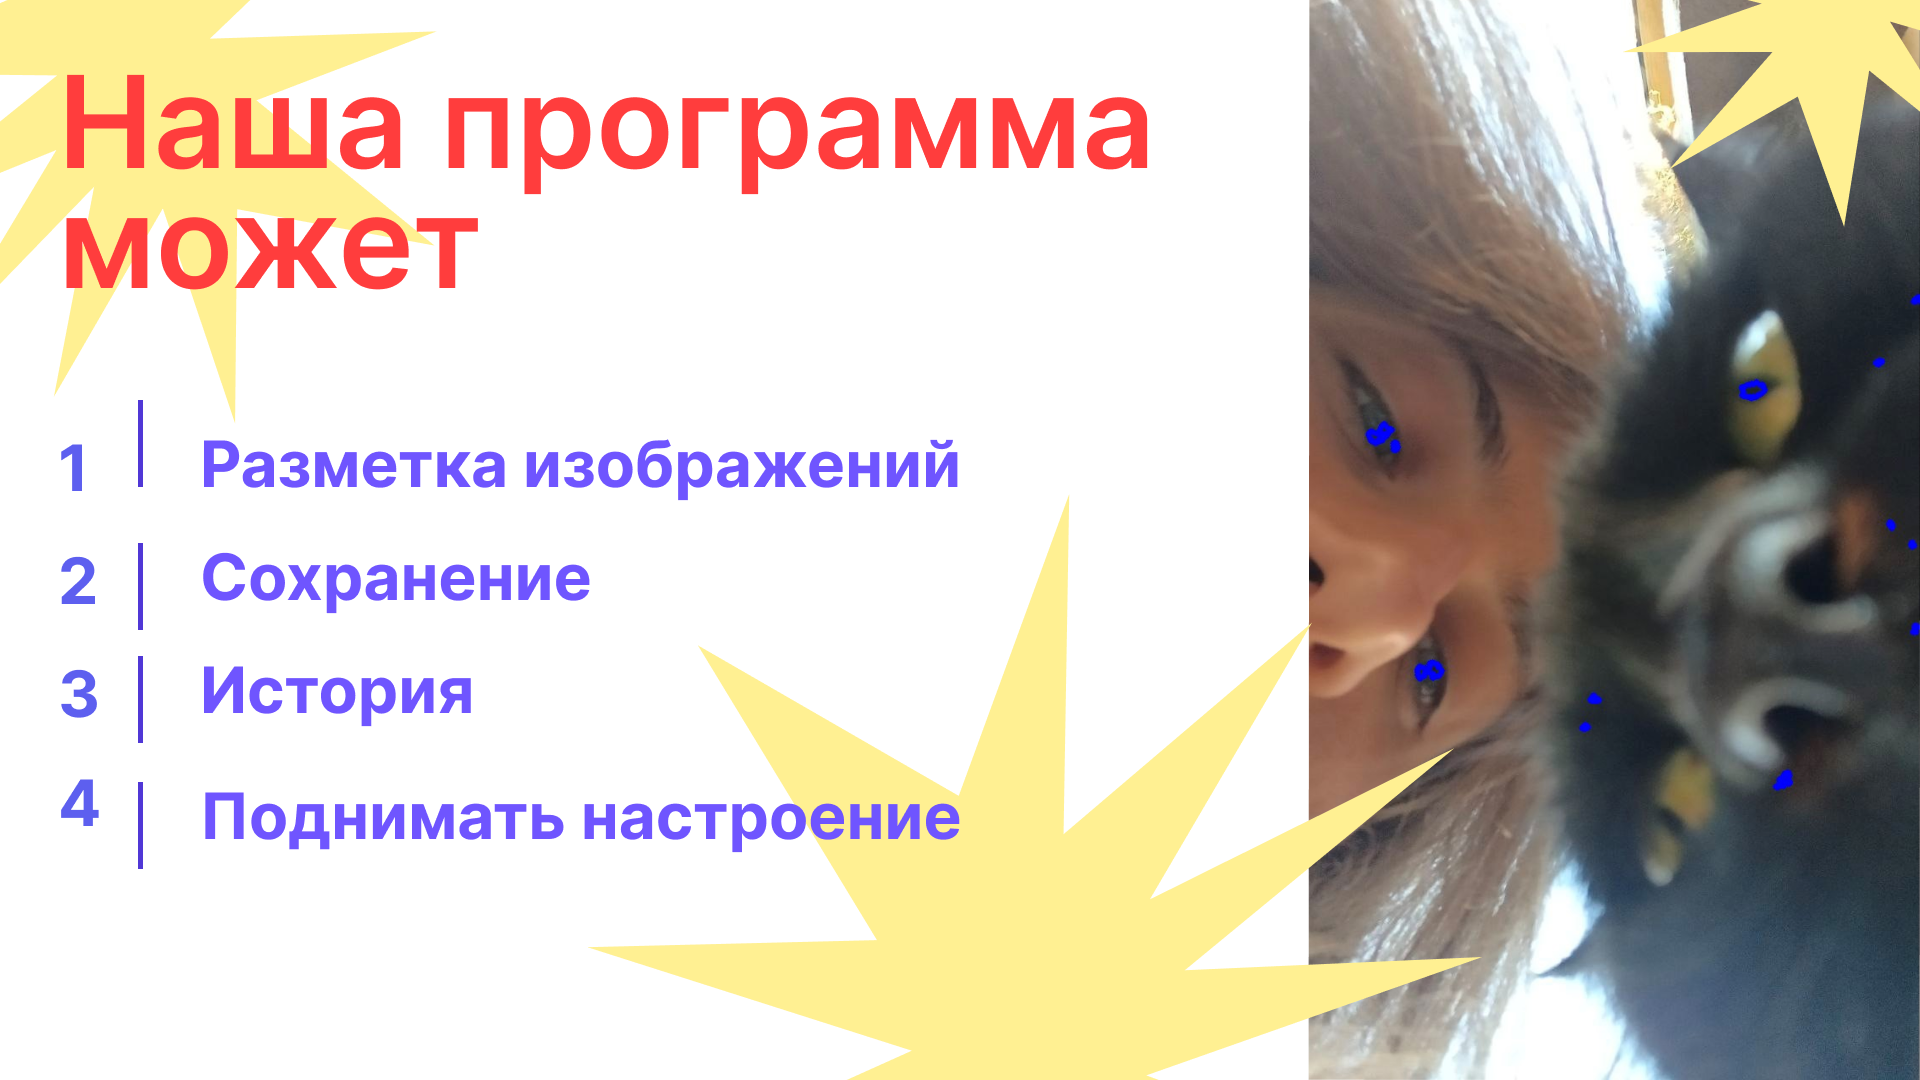 Наша программа
может
1 Разметка изображений
2 Сохранение
3 История
4 Поднимать настроение